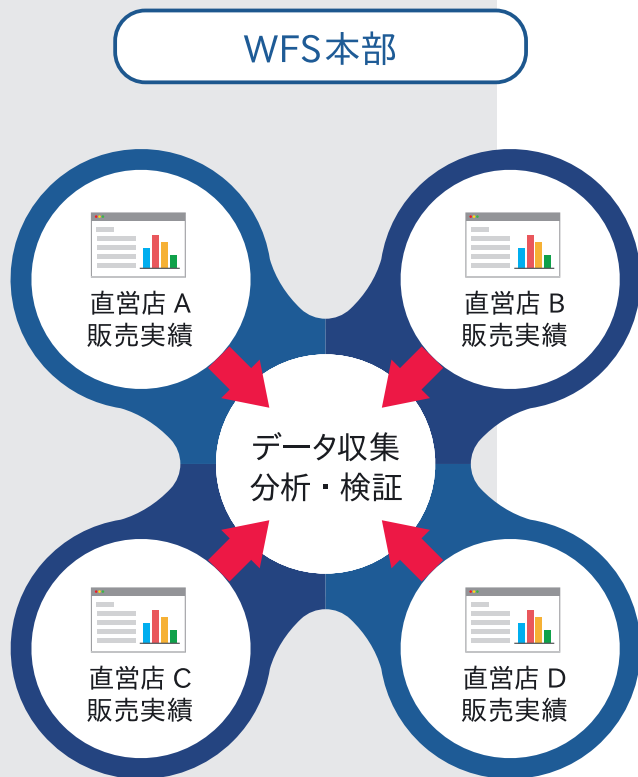 WFS本部
直営店 A
販売実績
直営店 B
販売実績
データ収集
分析・検証
直営店 C
販売実績
直営店 D
販売実績